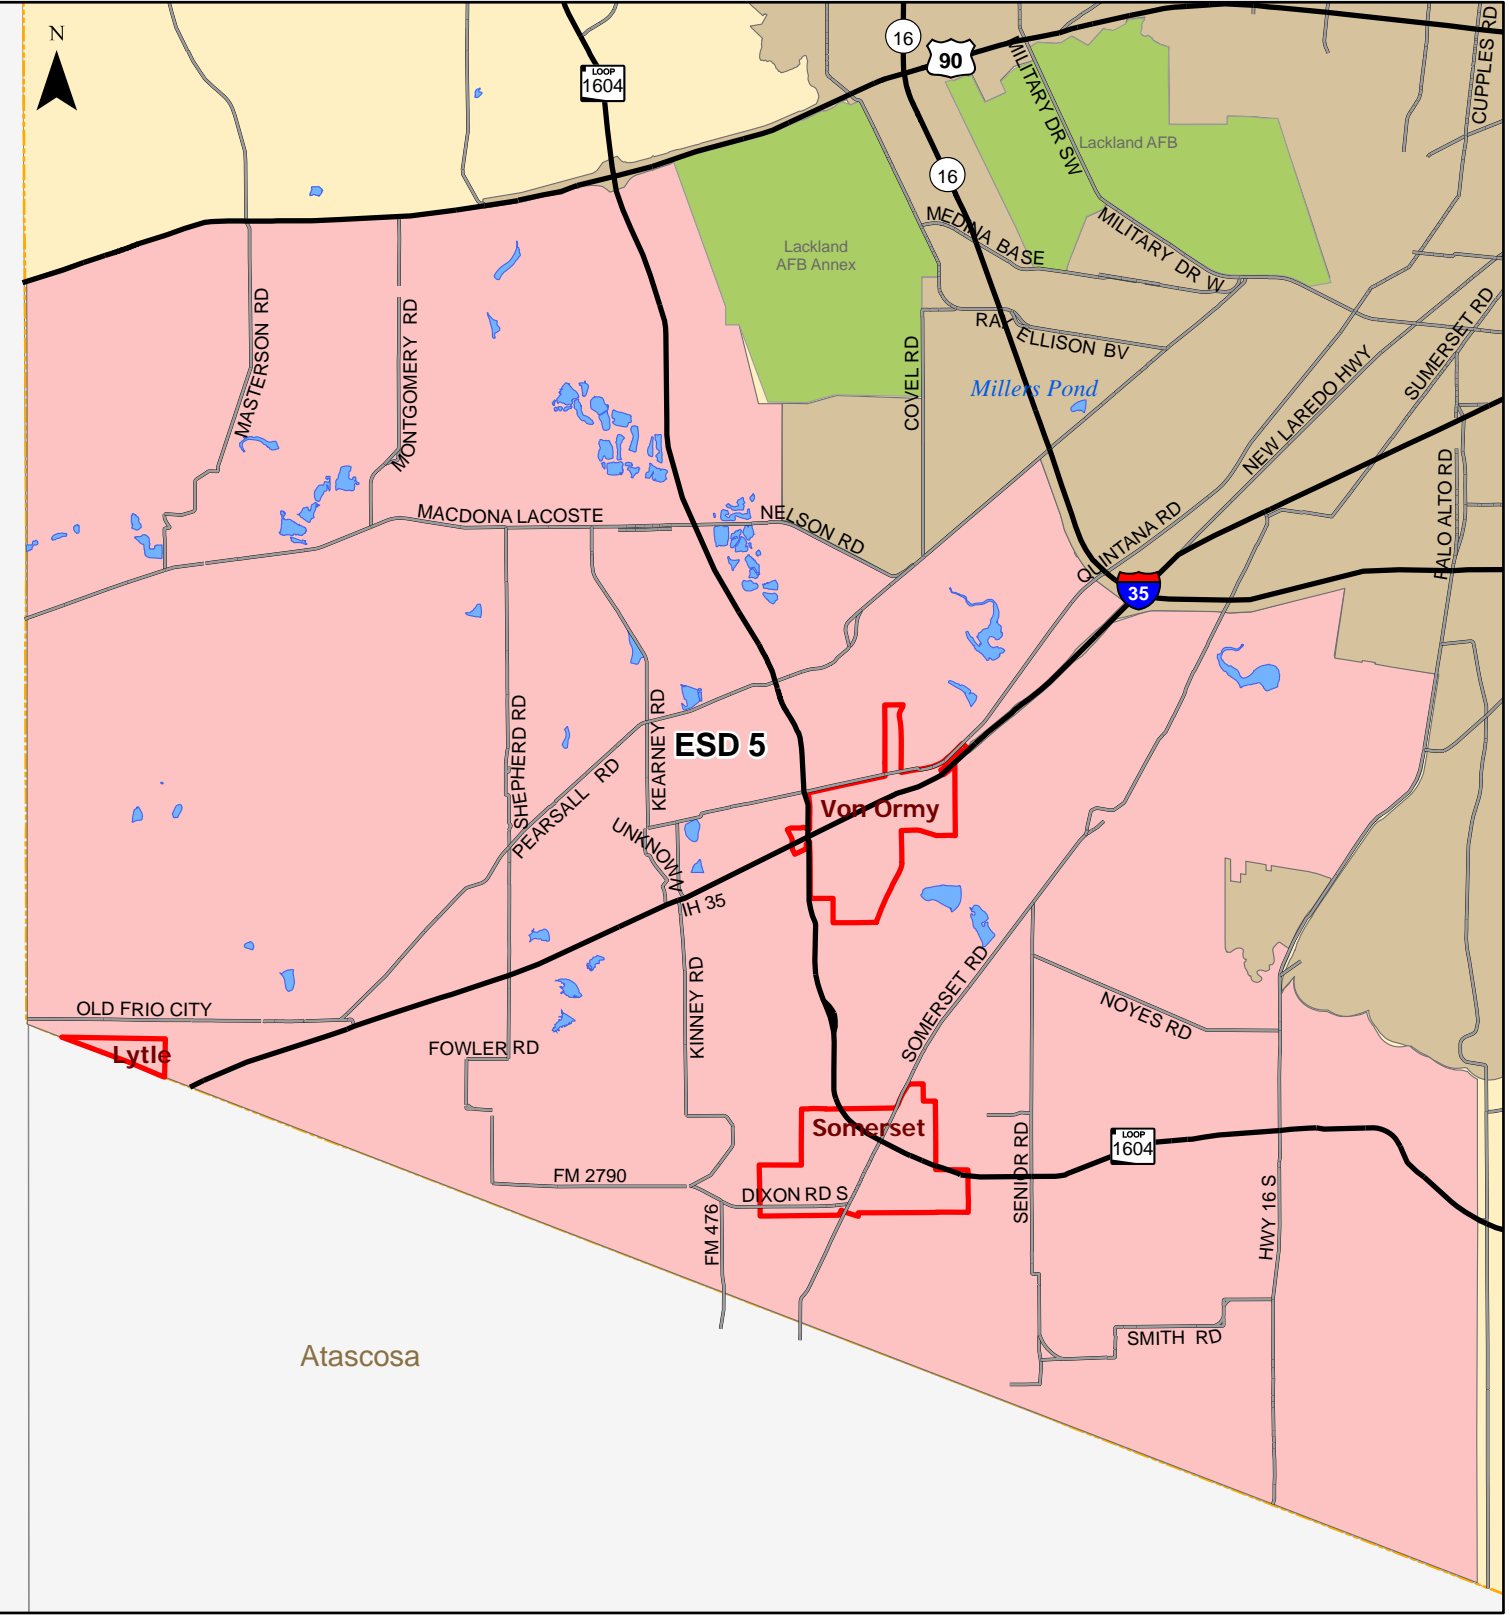 N
LOOP
1604
16
90
MILITARY DR SW
CUPPLES RD
Lackland AFB
16
Lackland
AFB Annex
MEDINA BASE
MILITARY DR W
RAY ELLISON BV
COVEL RD
Millers Pond
NEW LAREDO HWY
SUMERSET RD
MASTERSON RD
MONTGOMERY RD
MACDONA LACOSTE
NELSON RD
QUINTANA RD
PALO ALTO RD
35
SHEPHERD RD
KEARNEY RD
ESD 5
PEARSALL RD
UNKNOWN
Von Ormy
IH 35
OLD FRIO CITY
Lytle
FOWLER RD
KINNEY RD
SOMERSET RD
NOYES RD
Somerset
SENIOR RD
LOOP
1604
FM 2790
DIXON RD S
FM 476
HWY 16 S
SMITH RD
Atascosa